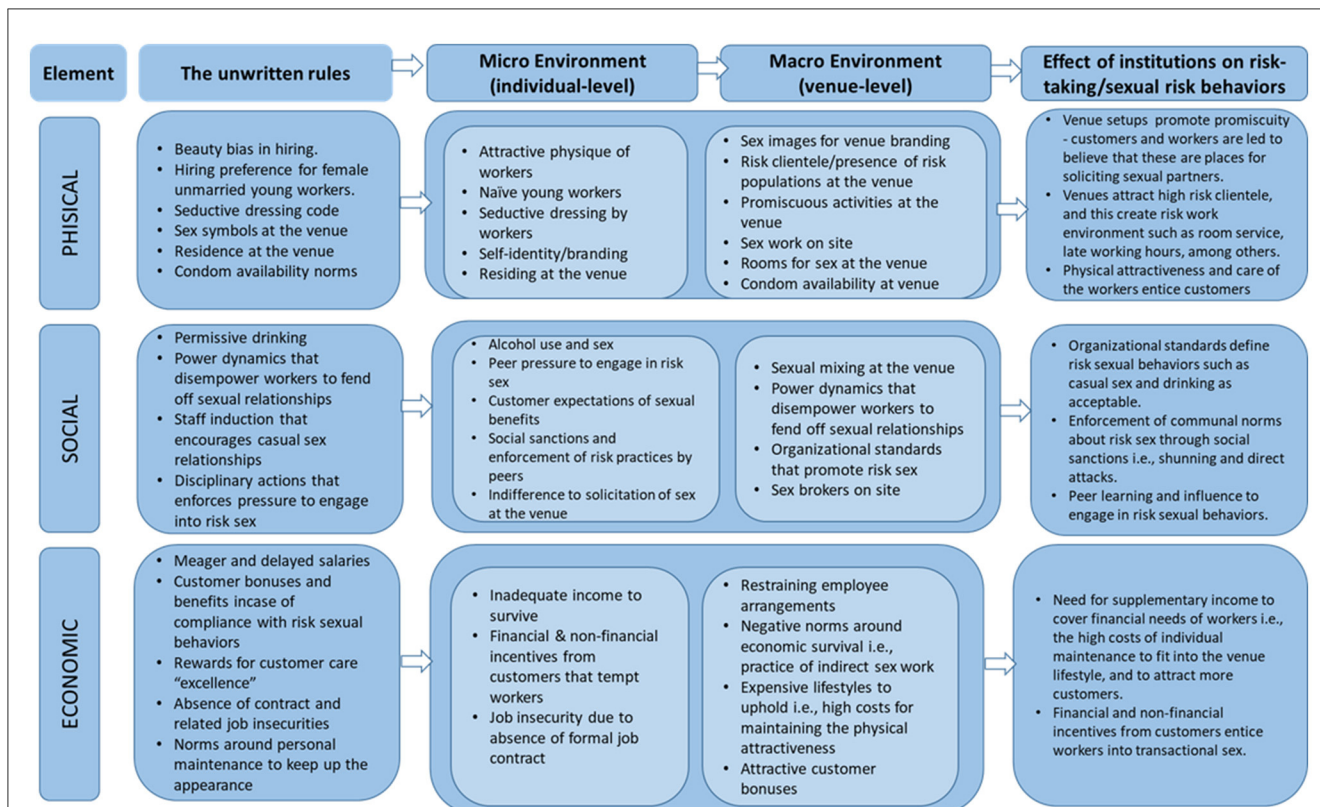 Element
The unwritten rules
Micro Environment
(individual-level)
Macro Environment
(venue-level)
Effect of institutions on risk-
taking/sexual risk behaviors
PHISICAL
• Beauty bias in hiring.
• Hiring preference for female
unmarried young workers.
• Seductive dressing code
• Sex symbols at the venue
• Residence at the venue
• Condom availability norms
• Attractive physique of
workers
• Naïve young workers
• Seductive dressing by
workers
• Self-identity/branding
• Residing at the venue
• Sex images for venue branding
• Risk clientele/presence of risk
populations at the venue
• Promiscuous activities at the
venue
• Sex work on site
• Rooms for sex at the venue
• Condom availability at venue
• Venue setups promote promiscuity
- customers and workers are led to
believe that these are places for
soliciting sexual partners.
• Venues attract high risk clientele,
and this create risk work
environment such as room service,
late working hours, among others.
• Physical attractiveness and care of
the workers entice customers
SOCIAL
• Permissive drinking
• Power dynamics that
disempower workers to fend
off sexual relationships
• Staff induction that
encourages casual sex
relationships
• Disciplinary actions that
enforces pressure to engage
into risk sex
• Alcohol use and sex
• Peer pressure to engage in risk
sex
• Customer expectations of sexual
benefits
• Social sanctions and
enforcement of risk practices by
peers
• Indifference to solicitation of sex
at the venue
• Sexual mixing at the venue
• Power dynamics that
disempower workers to
fend off sexual relationships
• Organizational standards
that promote risk sex
• Sex brokers on site
• Organizational standards define
risk sexual behaviors such as
casual sex and drinking as
acceptable.
• Enforcement of communal norms
about risk sex through social
sanctions i.e., shunning and direct
attacks.
• Peer learning and influence to
engage in risk sexual behaviors.
ECONOMIC
• Meager and delayed salaries
• Customer bonuses and
benefits incase of
compliance with risk sexual
behaviors
• Rewards for customer care
“excellence”
• Absence of contract and
related job insecurities
• Norms around personal
maintenance to keep up the
appearance
• Inadequate income to
survive
• Financial & non-financial
incentives from
customers that tempt
workers
• Job insecurity due to
absence of formal job
contract
• Restraining employee
arrangements
• Negative norms around
economic survival i.e.,
practice of indirect sex work
• Expensive lifestyles to
uphold i.e., high costs for
maintaining the physical
attractiveness
• Attractive customer
bonuses
• Need for supplementary income to
cover financial needs of workers i.e.,
the high costs of individual
maintenance to fit into the venue
lifestyle, and to attract more
customers.
• Financial and non-financial
incentives from customers entice
workers into transactional sex.